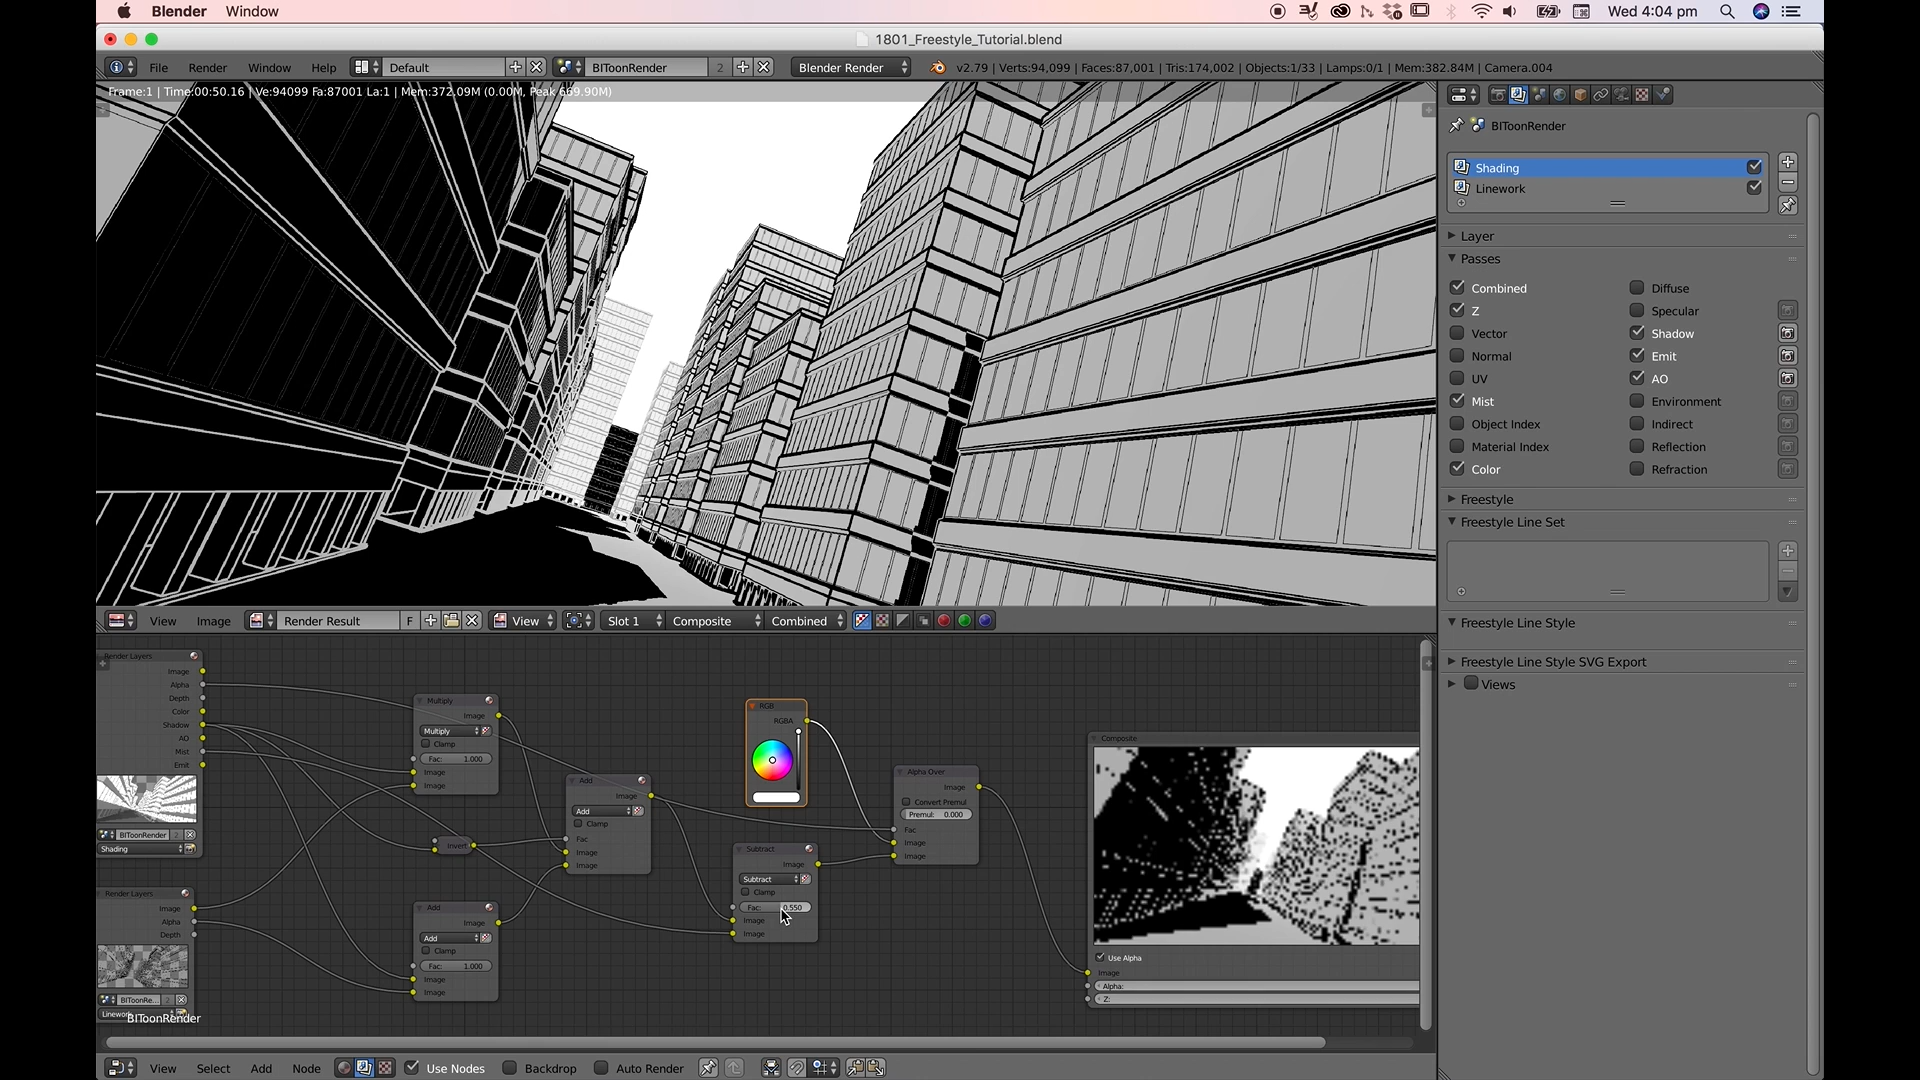 Blender Window
Wed 4:04 pm
1801_Freestyle_Tutorial.blend
File Render Window Help Default BIToonRender 2 Blender Render v2.79 | Verts:94,099 | Faces:87,001 | Tris:174,002 | Objects:1/33 | Lamps:0/1 | Mem:382.84M | Camera.004
Frame:1 | Time:00:50.16 | Ve:94099 Fa:87001 La:1 | Mem:372.09M (0.00M, Peak 669.90M)
BIToonRender
Shading
Linework
Layer
Passes
Combined Diffuse
Z Specular
Vector Shadow
Normal Emit
UV AO
Mist Environment
Object Index Indirect
Material Index Reflection
Color Refraction
Freestyle
Freestyle Line Set
Freestyle Line Style
Freestyle Line Style SVG Export
Views
View Image Render Result F View Slot 1 Composite Combined
Render Layers
Image
Alpha
Depth
Color
Shadow
AO
Mist
Emit
BIToonRender 2
Shading
Render Layers
Image
Alpha
Depth
BIToonRe... 2
Linework
BIToonRender
Multiply
Image
Multiply
Clamp
Fac: 1.000
Image
Image
Invert
Add
Image
Add
Clamp
Fac: 1.000
Image
Image
Add
Image
Add
Clamp
Fac
Image
Image
RGB
RGBA
Subtract
Image
Subtract
Clamp
Fac: 0.550
Image
Image
Alpha Over
Image
Convert Premul
Premul: 0.000
Fac
Image
Image
Composite
Use Alpha
Image
Alpha:
Z:
View Select Add Node Use Nodes Backdrop Auto Render